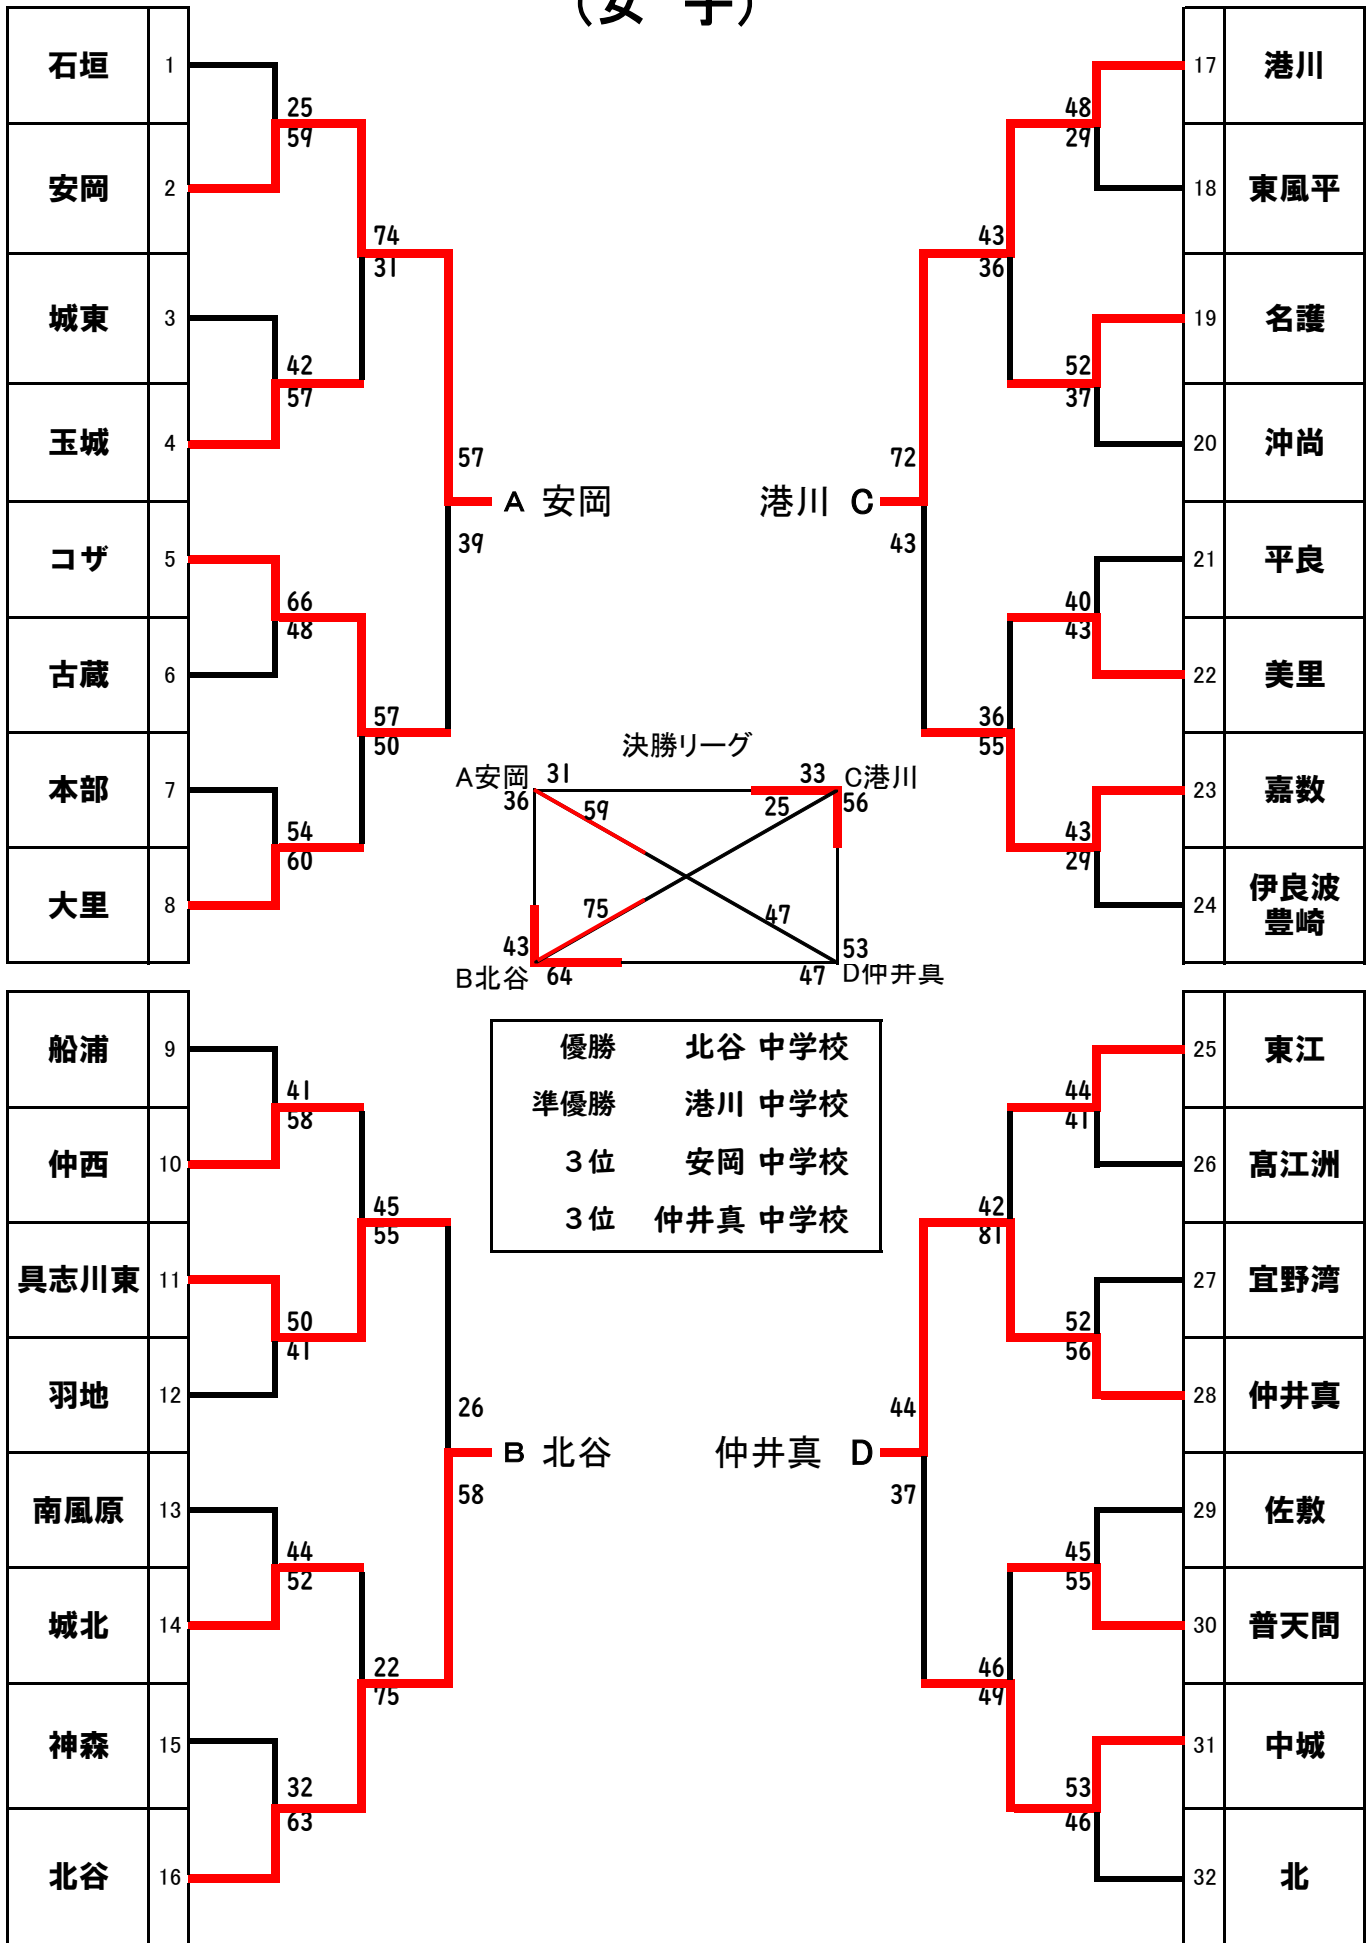 (女 子)
石垣 1
安岡 2
城東 3
玉城 4
コザ 5
古蔵 6
本部 7
大里 8
25
59
74
31
42
57
57
39
66
48
57
50
54
60
A 安岡
17 港川
18 東風平
19 名護
20 沖尚
21 平良
22 美里
23 嘉数
24 伊良波
豊崎
48
29
43
36
52
37
72
43
40
43
36
55
43
29
港川 C
決勝リーグ
A安岡 31 33 C港川
36 59 25 56
43 75 47 53
B北谷 64 47 D仲井真
優勝 北谷 中学校
準優勝 港川 中学校
3位 安岡 中学校
3位 仲井真 中学校
船浦 9
仲西 10
具志川東 11
羽地 12
南風原 13
城北 14
神森 15
北谷 16
41
58
45
55
50
41
26
58
44
52
22
75
32
63
B 北谷
25 東江
26 髙江洲
27 宜野湾
28 仲井真
29 佐敷
30 普天間
31 中城
32 北
44
41
42
81
52
56
44
37
45
55
46
49
53
46
仲井真 D